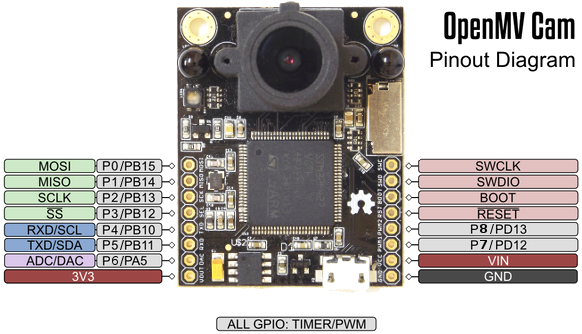 OpenMV Cam
Pinout Diagram
MOSI P0/PB15
MISO P1/PB14
SCLK P2/PB13
SS P3/PB12
RXD/SCL P4/PB10
TXD/SDA P5/PB11
ADC/DAC P6/PA5
3V3
SWCLK
SWDIO
BOOT
RESET
P8/PD13
P7/PD12
VIN
GND
ALL GPIO: TIMER/PWM